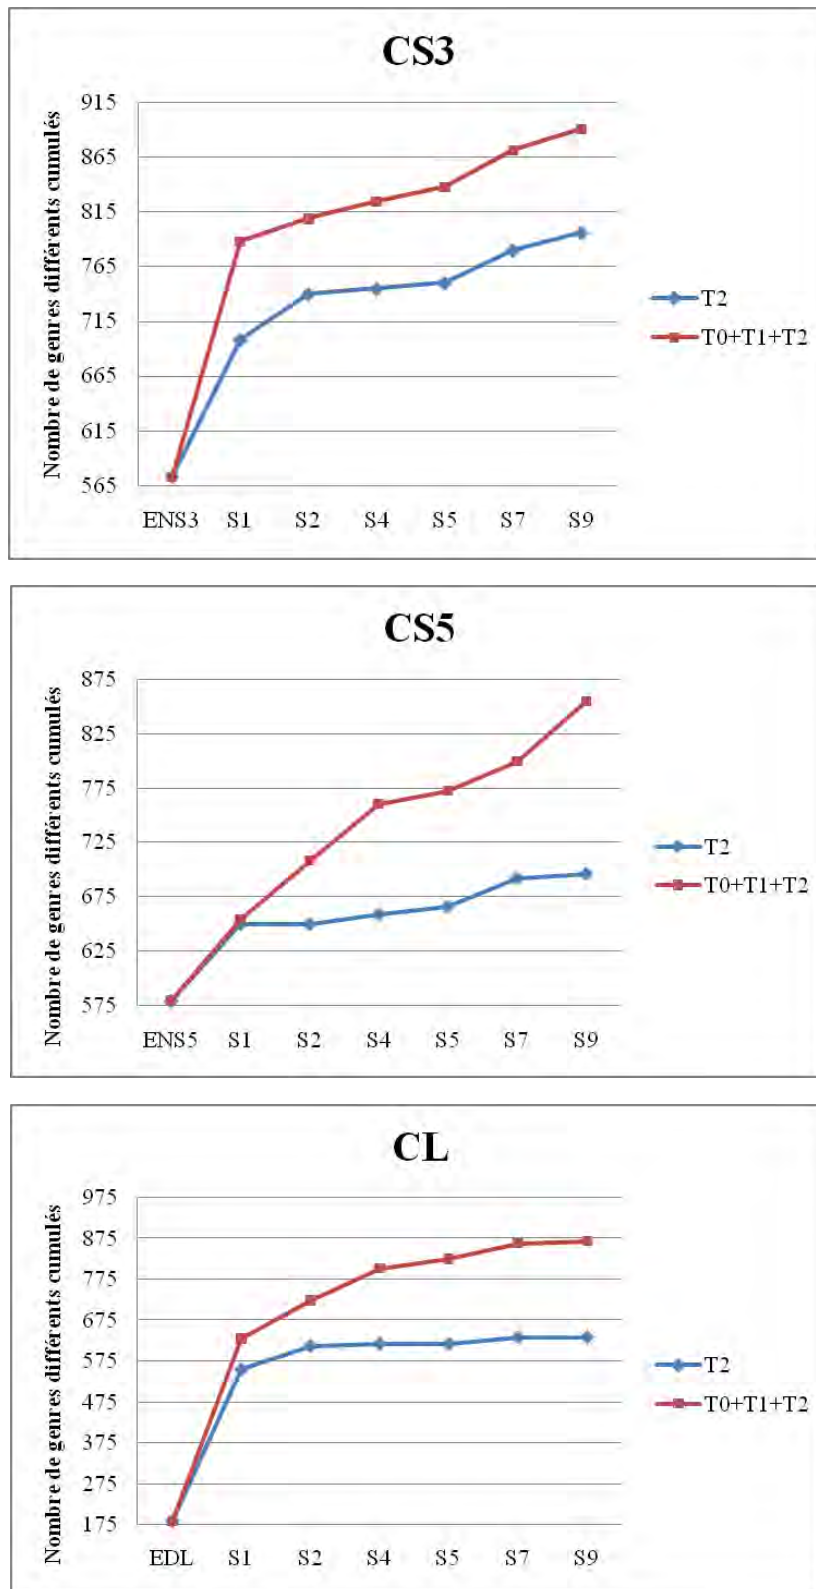 CS3
Nombre de genres différents cumulés
915
865
815
765
715
665
615
565
ENS3 S1 S2 S4 S5 S7 S9
T2
T0+T1+T2
CS5
Nombre de genres différents cumulés
875
825
775
725
675
625
575
ENS5 S1 S2 S4 S5 S7 S9
T2
T0+T1+T2
CL
Nombre de genres différents cumulés
975
875
775
675
575
475
375
275
175
EDL S1 S2 S4 S5 S7 S9
T2
T0+T1+T2